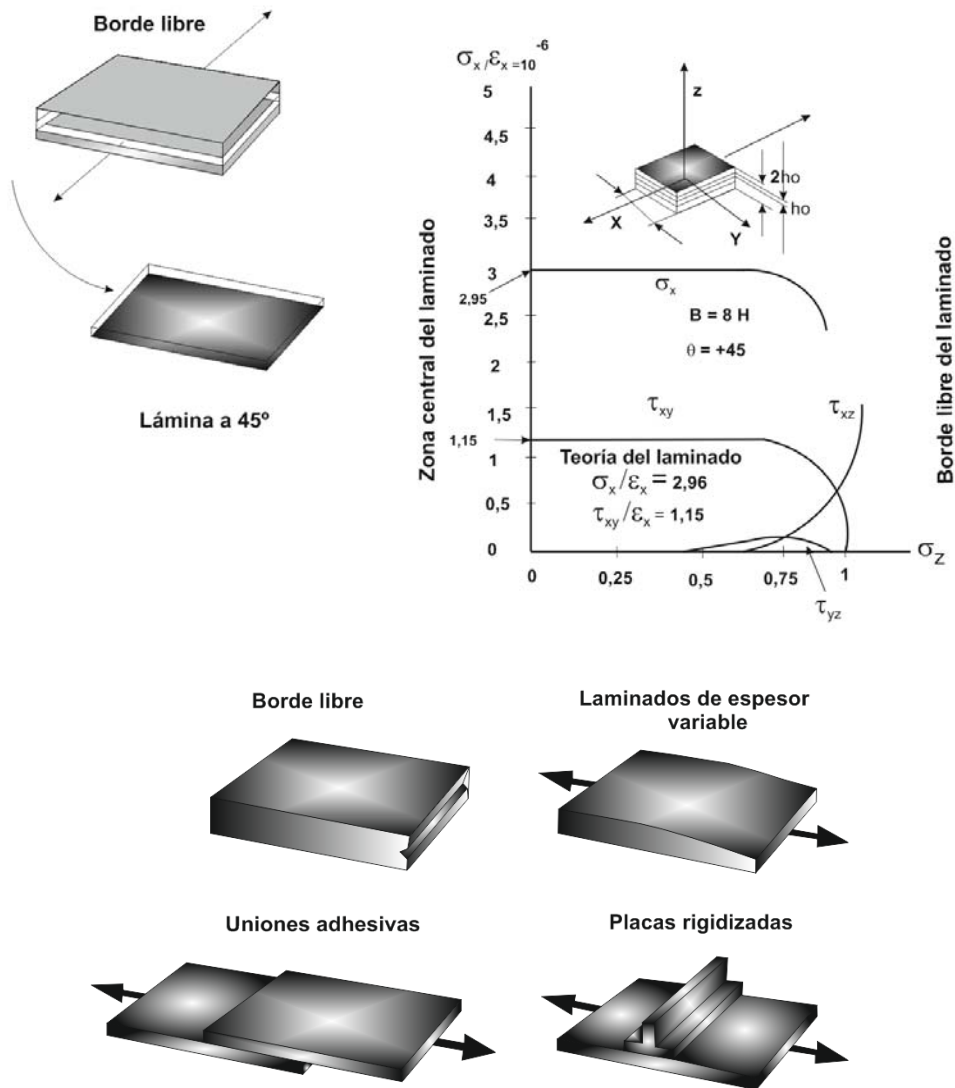 Borde libre
Lámina a 45º
σx/εx =10 -6
5
4,5
4
3,5
3
2,95
2,5
2
1,5
1,15
1
0,5
0
Zona central del laminado
z
2ho
ho
X
Y
σx
B = 8 H
θ = +45
τxy
τxz
Teoría del laminado
σx/εx = 2,96
τxy/εx = 1,15
0
0,25
0,5
0,75
1
σZ
τyz
Borde libre del laminado
Borde libre
Laminados de espesor
variable
Uniones adhesivas
Placas rigidizadas